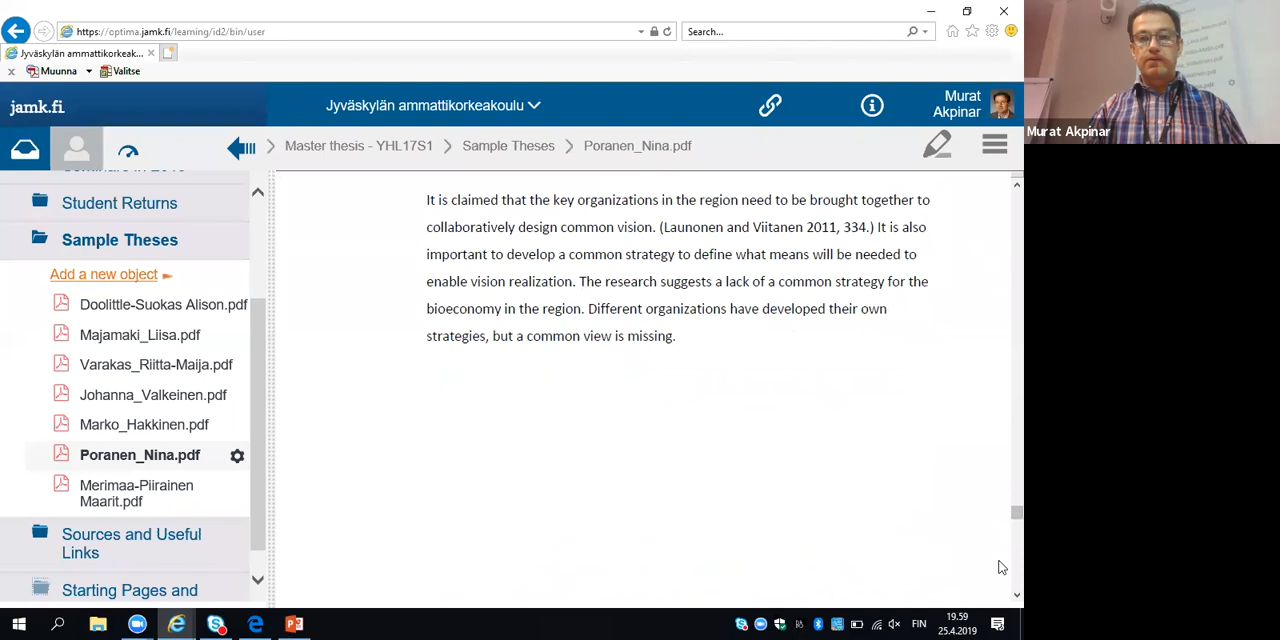 https://optima.jamk.fi/learning/id2/bin/user
Search...
Jyväskylän ammattikorkeak...
x Muunna Valitse
jamk.fi
Jyväskylän ammattikorkeakoulu
Murat
Akpinar
Murat Akpinar
Master thesis - YHL17S1 Sample Theses Poranen_Nina.pdf
Student Returns
Sample Theses
Add a new object
Doolittle-Suokas Alison.pdf
Majamaki_Liisa.pdf
Varakas_Riitta-Maija.pdf
Johanna_Valkeinen.pdf
Marko_Hakkinen.pdf
Poranen_Nina.pdf
Merimaa-Piirainen
Maarit.pdf
Sources and Useful
Links
Starting Pages and
It is claimed that the key organizations in the region need to be brought together to
collaboratively design common vision. (Launonen and Viitanen 2011, 334.) It is also
important to develop a common strategy to define what means will be needed to
enable vision realization. The research suggests a lack of a common strategy for the
bioeconomy in the region. Different organizations have developed their own
strategies, but a common view is missing.
FIN
19.59
25.4.2019